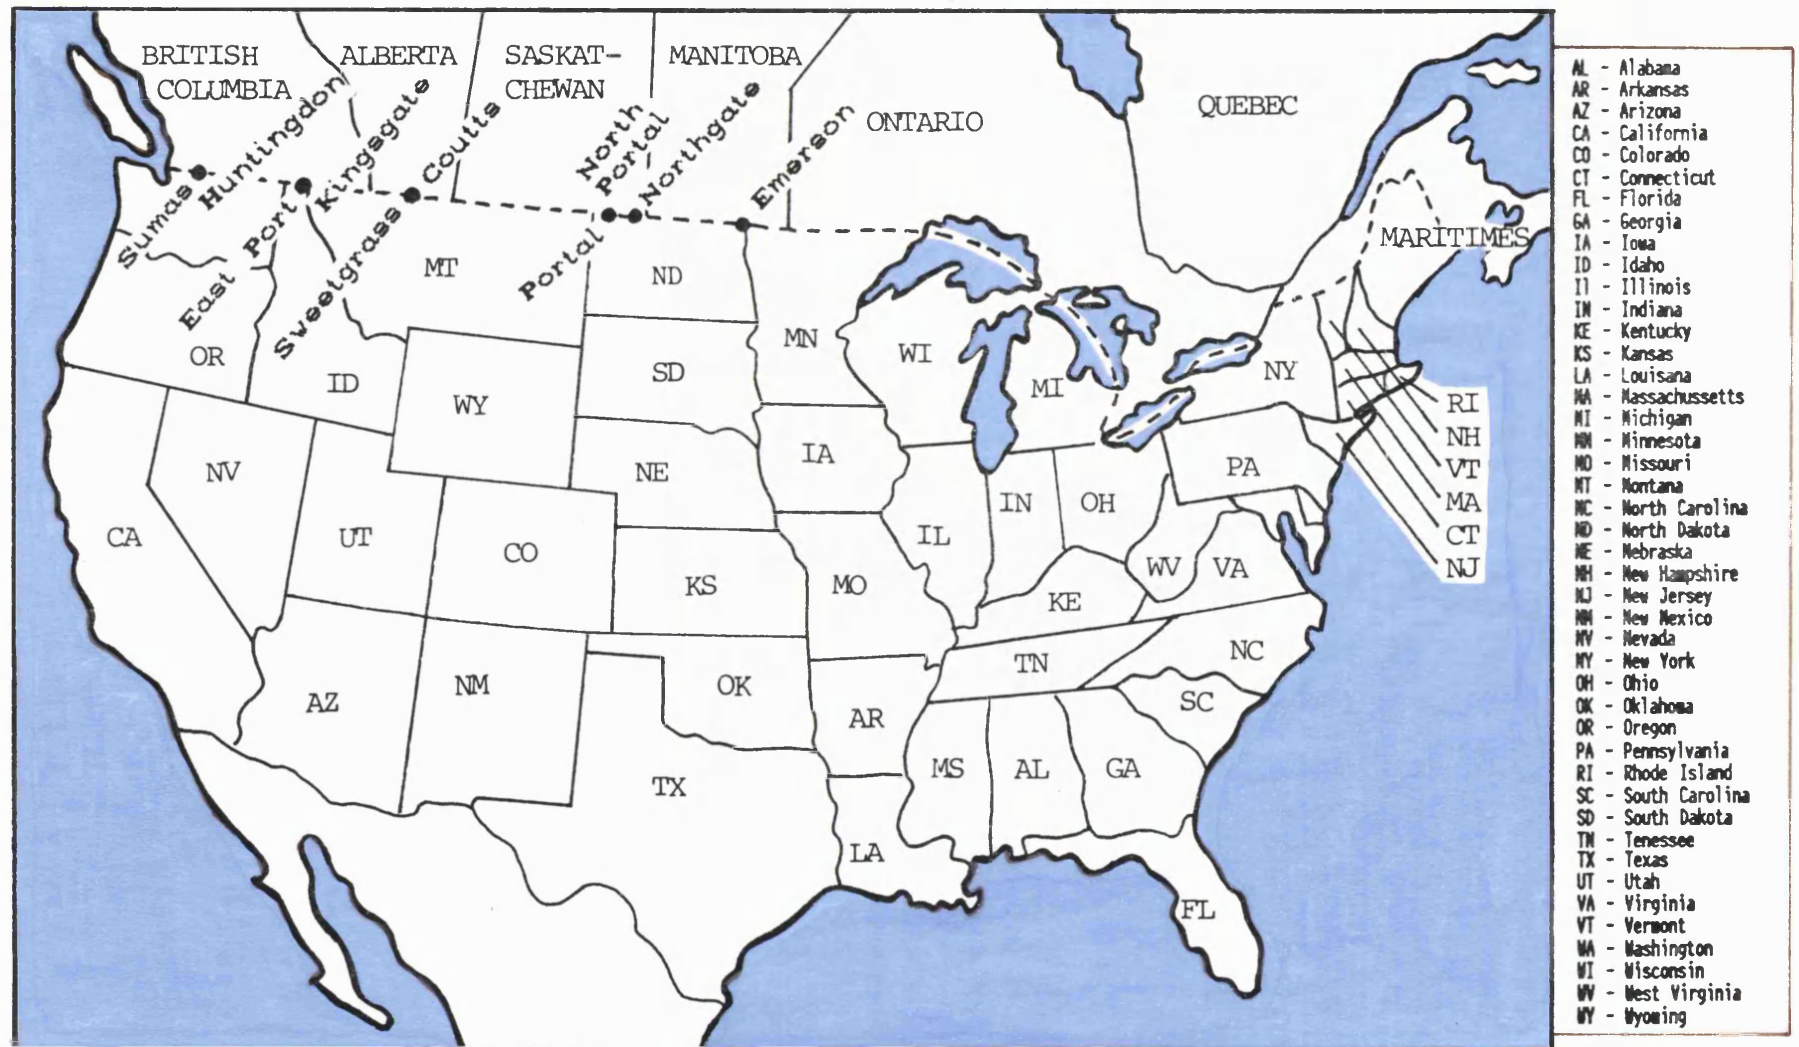 BRITISH
COLUMBIA
ALBERTA
SASKAT-
CHEWAN
MANITOBA
ONTARIO
QUEBEC
MARITIMES
Sumas
Huntingdon
East Port
Kingsgate
Sweetgrass
Coutts
Portal
North
Portal
Northgate
Emerson
MT
ND
MN
OR
ID
WY
SD
WI
MI
NY
NV
NE
IA
PA
CA
UT
CO
KS
MO
IL
IN
OH
WV
VA
KE
AZ
NM
OK
TN
NC
AR
SC
TX
MS
AL
GA
LA
FL
RI
NH
VT
MA
CT
NJ
AL - Alabama
AR - Arkansas
AZ - Arizona
CA - California
CO - Colorado
CT - Connecticut
FL - Florida
GA - Georgia
IA - Iowa
ID - Idaho
Il - Illinois
IN - Indiana
KE - Kentucky
KS - Kansas
LA - Louisana
MA - Massachussetts
MI - Michigan
MN - Minnesota
MO - Missouri
MT - Montana
NC - North Carolina
ND - North Dakota
NE - Nebraska
NH - New Hampshire
NJ - New Jersey
NM - New Mexico
NV - Nevada
NY - New York
OH - Ohio
OK - Oklahoma
OR - Oregon
PA - Pennsylvania
RI - Rhode Island
SC - South Carolina
SD - South Dakota
TN - Tenessee
TX - Texas
UT - Utah
VA - Virginia
VT - Vermont
WA - Washington
WI - Wisconsin
WV - West Virginia
WY - Wyoming